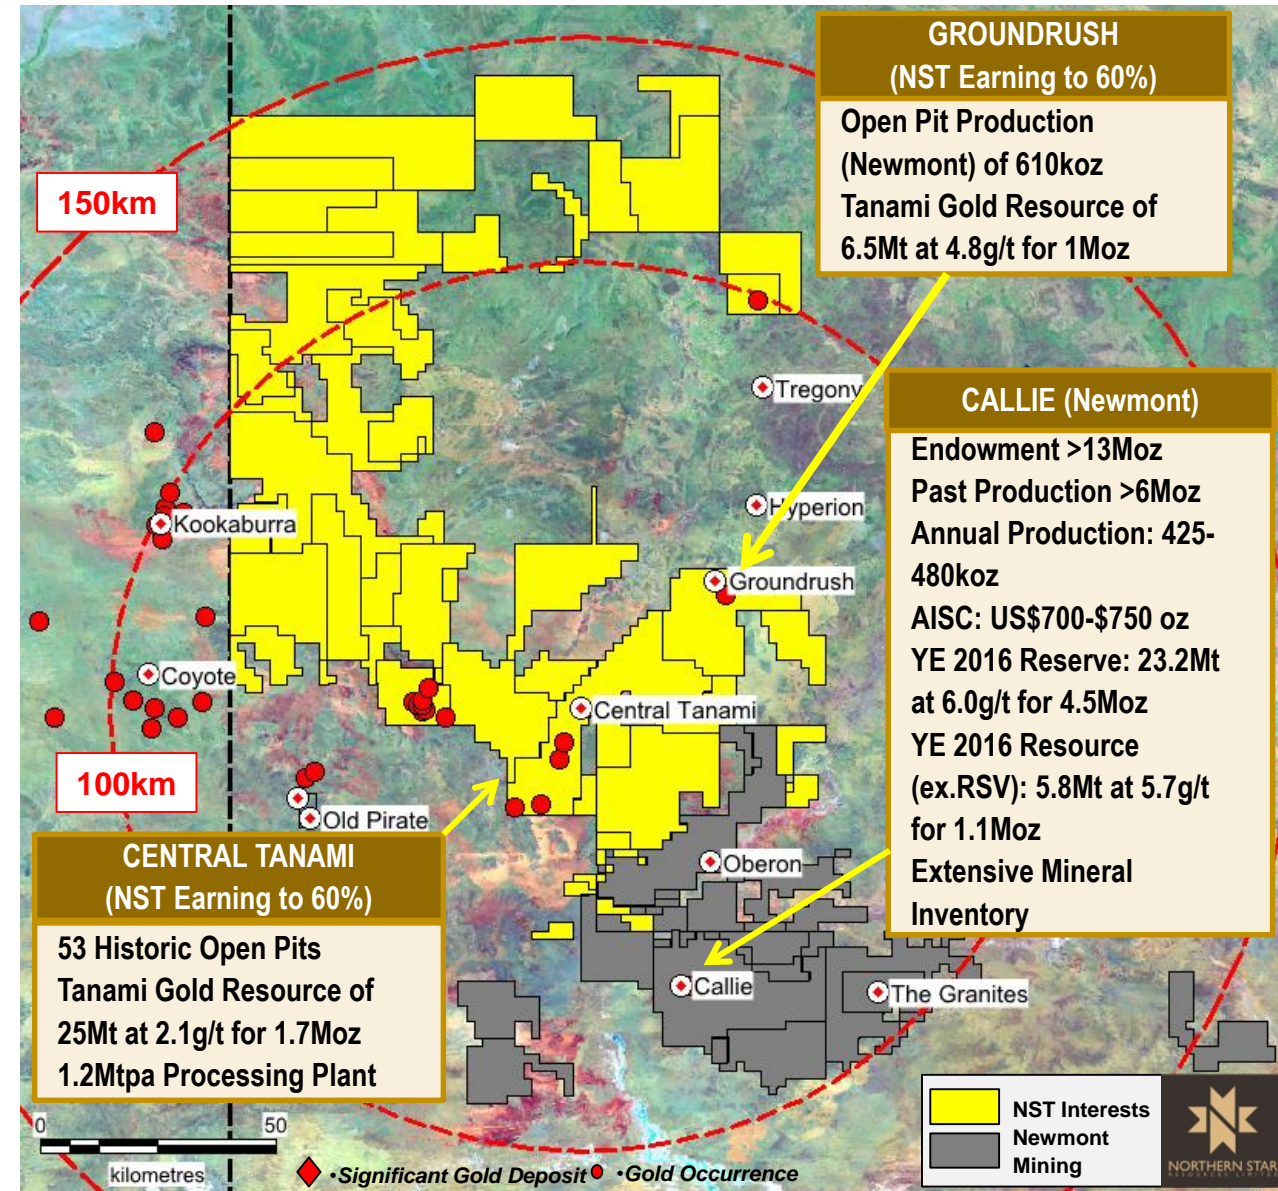 GROUNDRUSH
(NST Earning to 60%)
Open Pit Production
(Newmont) of 610koz
Tanami Gold Resource of
6.5Mt at 4.8g/t for 1Moz
150km
Tregony
CALLIE (Newmont)
Endowment >13Moz
Past Production >6Moz
Annual Production: 425-
480koz
AISC: US$700-$750 oz
YE 2016 Reserve: 23.2Mt
at 6.0g/t for 4.5Moz
YE 2016 Resource
(ex.RSV): 5.8Mt at 5.7g/t
for 1.1Moz
Extensive Mineral
Inventory
Hyperion
Kookaburra
Groundrush
Coyote
Central Tanami
100km
Old Pirate
Oberon
CENTRAL TANAMI
(NST Earning to 60%)
53 Historic Open Pits
Tanami Gold Resource of
25Mt at 2.1g/t for 1.7Moz
1.2Mtpa Processing Plant
Callie
The Granites
0 50
kilometres
•Significant Gold Deposit •Gold Occurrence
NST Interests
Newmont
Mining
NORTHERN STAR
RESOURCES LIMITED